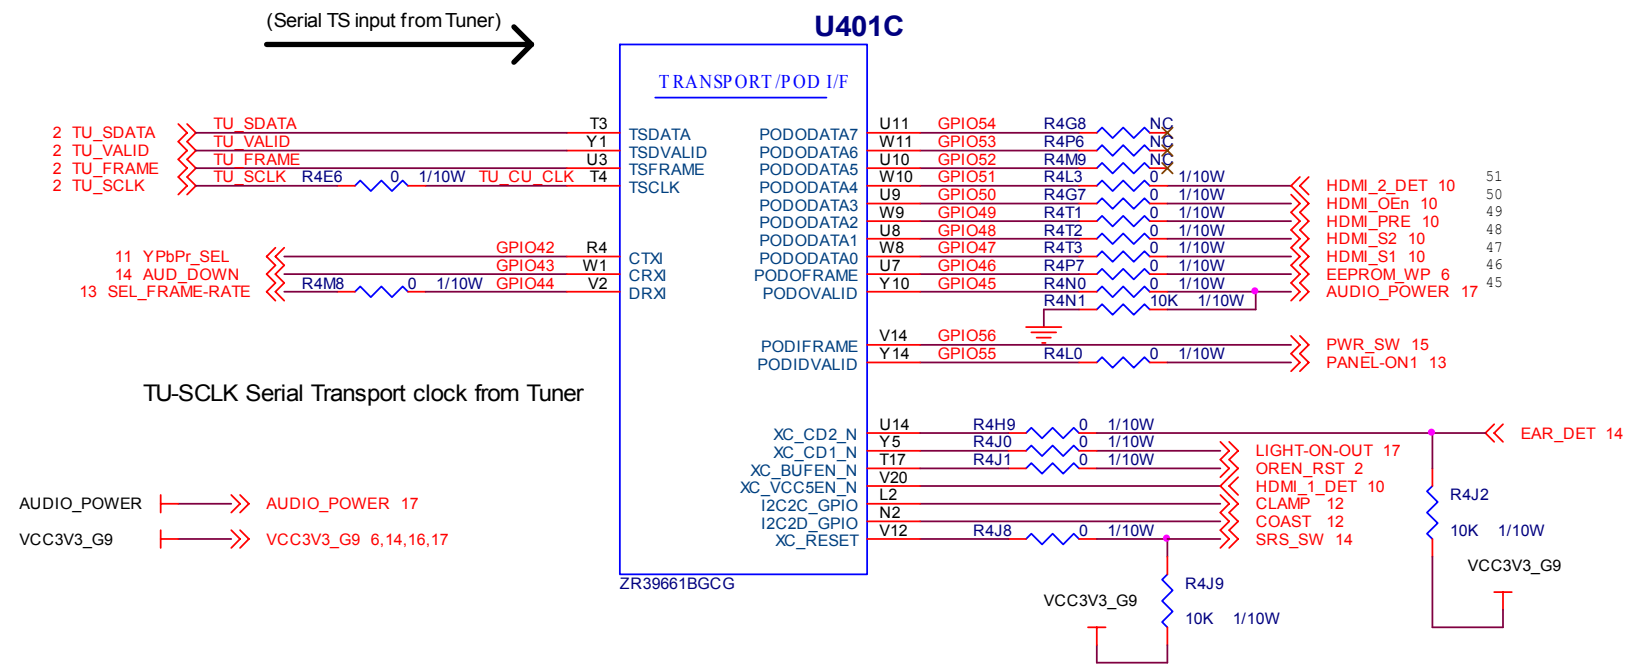 (Serial TS input from Tuner)
U401C
TRANSPORT/POD I/F
2 TU_SDATA TU_SDATA T3 TSDATA
2 TU_VALID TU_VALID Y1 TSDVALID
2 TU_FRAME TU_FRAME U3 TSFRAME
2 TU_SCLK TU_SCLK R4E6 0 1/10W TU_CU_CLK T4 TSCLK
11 YPbPr_SEL GPIO42 R4 CTXI
14 AUD_DOWN GPIO43 W1 CRXI
13 SEL_FRAME-RATE R4M8 0 1/10W GPIO44 V2 DRXI
PODODATA7 U11 GPIO54 R4G8 NC
PODODATA6 W11 GPIO53 R4P6 NC
PODODATA5 U10 GPIO52 R4M9 NC
PODODATA4 W10 GPIO51 R4L3 0 1/10W HDMI_2_DET 10 51
PODODATA3 U9 GPIO50 R4G7 0 1/10W HDMI_OEn 10 50
PODODATA2 W9 GPIO49 R4T1 0 1/10W HDMI_PRE 10 49
PODODATA1 U8 GPIO48 R4T2 0 1/10W HDMI_S2 10 48
PODODATA0 W8 GPIO47 R4T3 0 1/10W HDMI_S1 10 47
PODOFRAME U7 GPIO46 R4P7 0 1/10W EEPROM_WP 6 46
PODOVALID Y10 GPIO45 R4N0 0 1/10W AUDIO_POWER 17 45
R4N1 10K 1/10W
PODIFRAME V14 GPIO56 PWR_SW 15
PODIDVALID Y14 GPIO55 R4L0 0 1/10W PANEL-ON1 13
TU-SCLK Serial Transport clock from Tuner
XC_CD2_N U14 R4H9 0 1/10W EAR_DET 14
XC_CD1_N Y5 R4J0 0 1/10W LIGHT-ON-OUT 17
XC_BUFEN_N T17 R4J1 0 1/10W OREN_RST 2
XC_VCC5EN_N V20 HDMI_1_DET 10
I2C2C_GPIO L2 CLAMP 12
I2C2D_GPIO N2 COAST 12
XC_RESET V12 R4J8 0 1/10W SRS_SW 14
R4J2
10K 1/10W
VCC3V3_G9
AUDIO_POWER AUDIO_POWER 17
VCC3V3_G9 VCC3V3_G9 6,14,16,17
ZR39661BGCG
VCC3V3_G9
R4J9
10K 1/10W